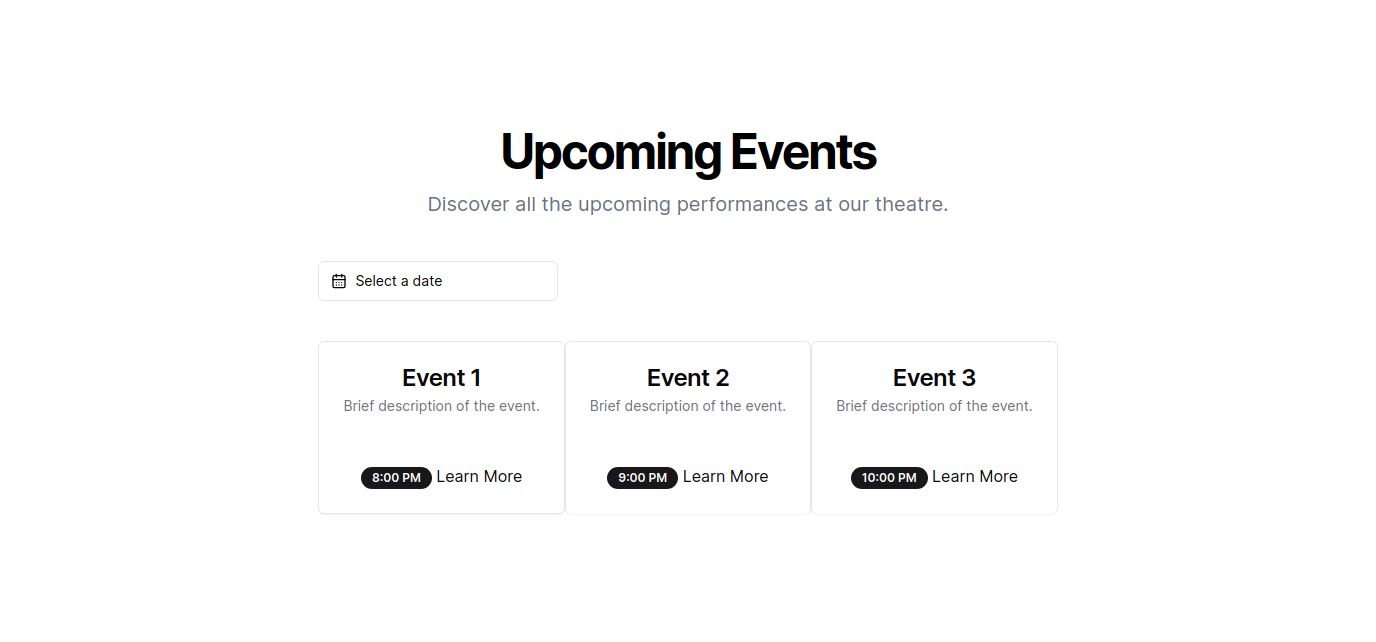 Upcoming Events
Discover all the upcoming performances at our theatre.
Select a date
Event 1
Brief description of the event.
8:00 PM Learn More
Event 2
Brief description of the event.
9:00 PM Learn More
Event 3
Brief description of the event.
10:00 PM Learn More